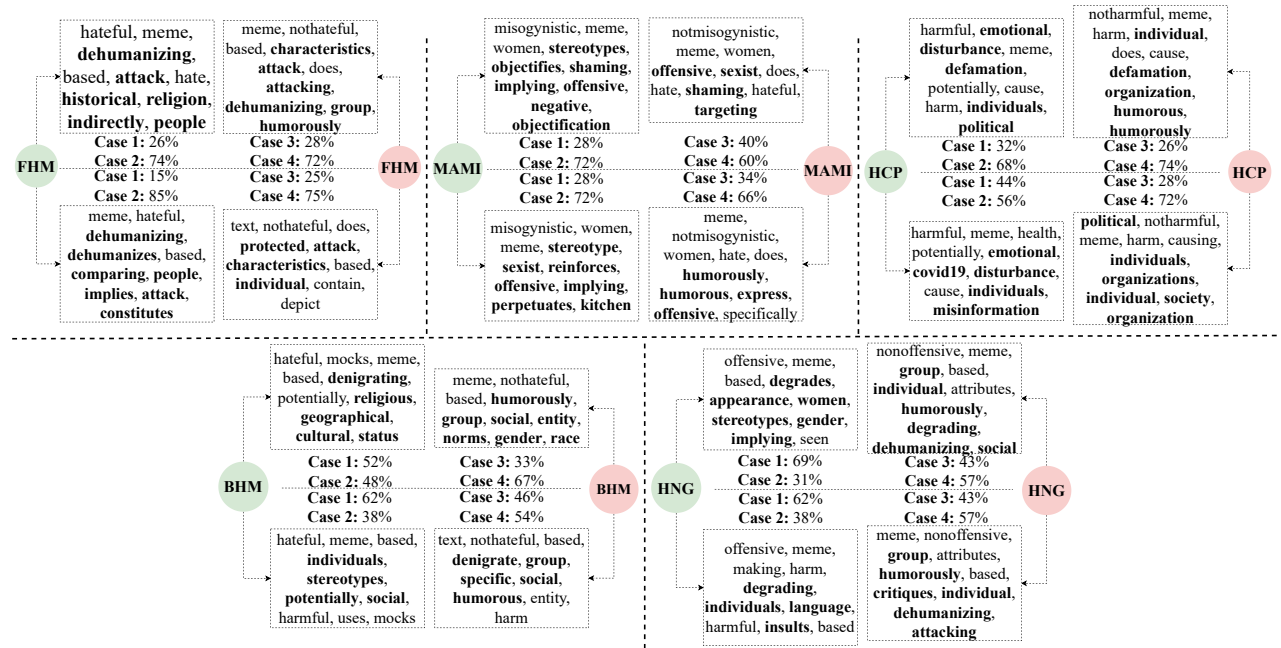 hateful, meme,
dehumanizing,
based, attack, hate,
historical, religion,
indirectly, people
meme, nothateful,
based, characteristics,
attack, does,
attacking,
dehumanizing, group,
humorously
Case 1: 26%
Case 2: 74%
Case 1: 15%
Case 2: 85%
Case 3: 28%
Case 4: 72%
Case 3: 25%
Case 4: 75%
FHM
FHM
meme, hateful,
dehumanizing,
dehumanizes, based,
comparing, people,
implies, attack,
constitutes
text, nothateful, does,
protected, attack,
characteristics, based,
individual, contain,
depict
misogynistic, meme,
women, stereotypes,
objectifies, shaming,
implying, offensive,
negative,
objectification
notmisogynistic,
meme, women,
offensive, sexist, does,
hate, shaming, hateful,
targeting
Case 1: 28%
Case 2: 72%
Case 1: 28%
Case 2: 72%
Case 3: 40%
Case 4: 60%
Case 3: 34%
Case 4: 66%
MAMI
MAMI
misogynistic, women,
meme, stereotype,
sexist, reinforces,
offensive, implying,
perpetuates, kitchen
meme,
notmisogynistic,
women, hate, does,
humorously,
humorous, express,
offensive, specifically
harmful, emotional,
disturbance, meme,
defamation,
potentially, cause,
harm, individuals,
political
notharmful, meme,
harm, individual,
does, cause,
defamation,
organization,
humorous,
humorously
Case 1: 32%
Case 2: 68%
Case 1: 44%
Case 2: 56%
Case 3: 26%
Case 4: 74%
Case 3: 28%
Case 4: 72%
HCP
HCP
harmful, meme, health,
potentially, emotional,
covid19, disturbance,
cause, individuals,
misinformation
political, notharmful,
meme, harm, causing,
individuals,
organizations,
individual, society,
organization
hateful, mocks, meme,
based, denigrating,
potentially, religious,
geographical,
cultural, status
meme, nothateful,
based, humorously,
group, social, entity,
norms, gender, race
Case 1: 52%
Case 2: 48%
Case 1: 62%
Case 2: 38%
Case 3: 33%
Case 4: 67%
Case 3: 46%
Case 4: 54%
BHM
BHM
hateful, meme, based,
individuals,
stereotypes,
potentially, social,
harmful, uses, mocks
text, nothateful, based,
denigrate, group,
specific, social,
humorous, entity,
harm
offensive, meme,
based, degrades,
appearance, women,
stereotypes, gender,
implying, seen
nonoffensive, meme,
group, based,
individual, attributes,
humorously,
degrading,
dehumanizing, social
Case 1: 69%
Case 2: 31%
Case 1: 62%
Case 2: 38%
Case 3: 43%
Case 4: 57%
Case 3: 43%
Case 4: 57%
HNG
HNG
offensive, meme,
making, harm,
degrading,
individuals, language,
harmful, insults, based
meme, nonoffensive,
group, attributes,
humorously, based,
critiques, individual,
dehumanizing,
attacking